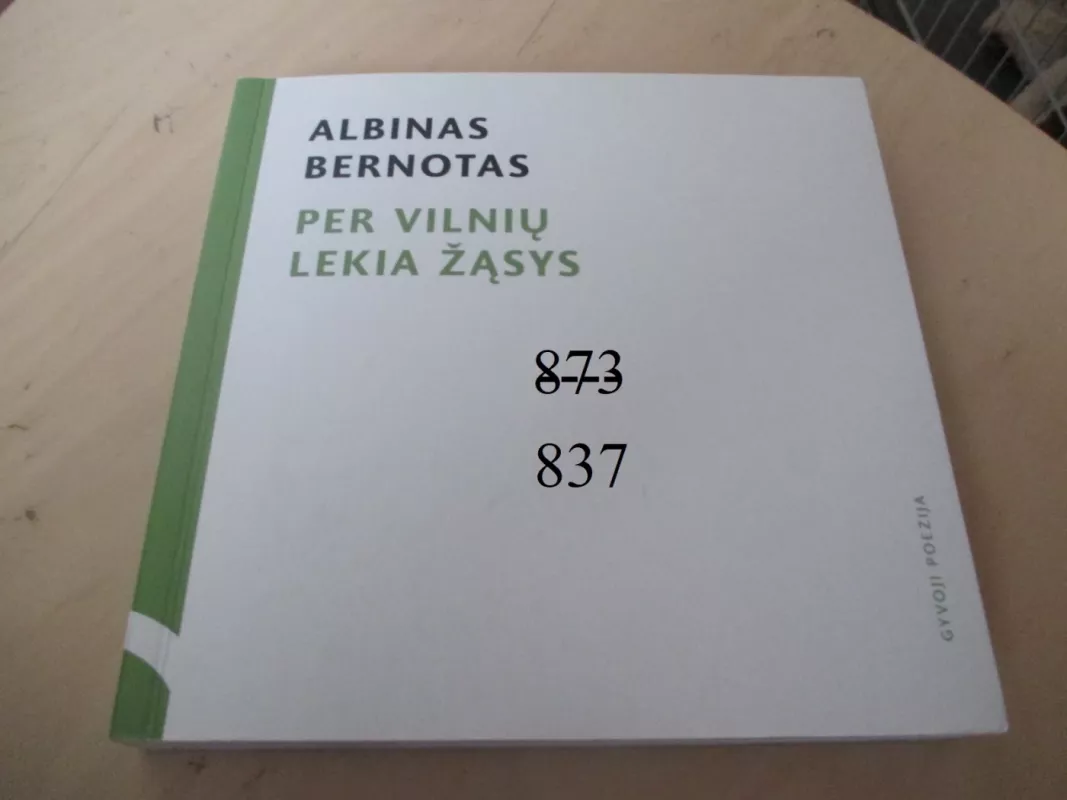 ALBINAS
BERNOTAS
PER VILNIŲ
LEKIA ŽĄSYS
~~873~~
837
GYVOJI POEZIJA